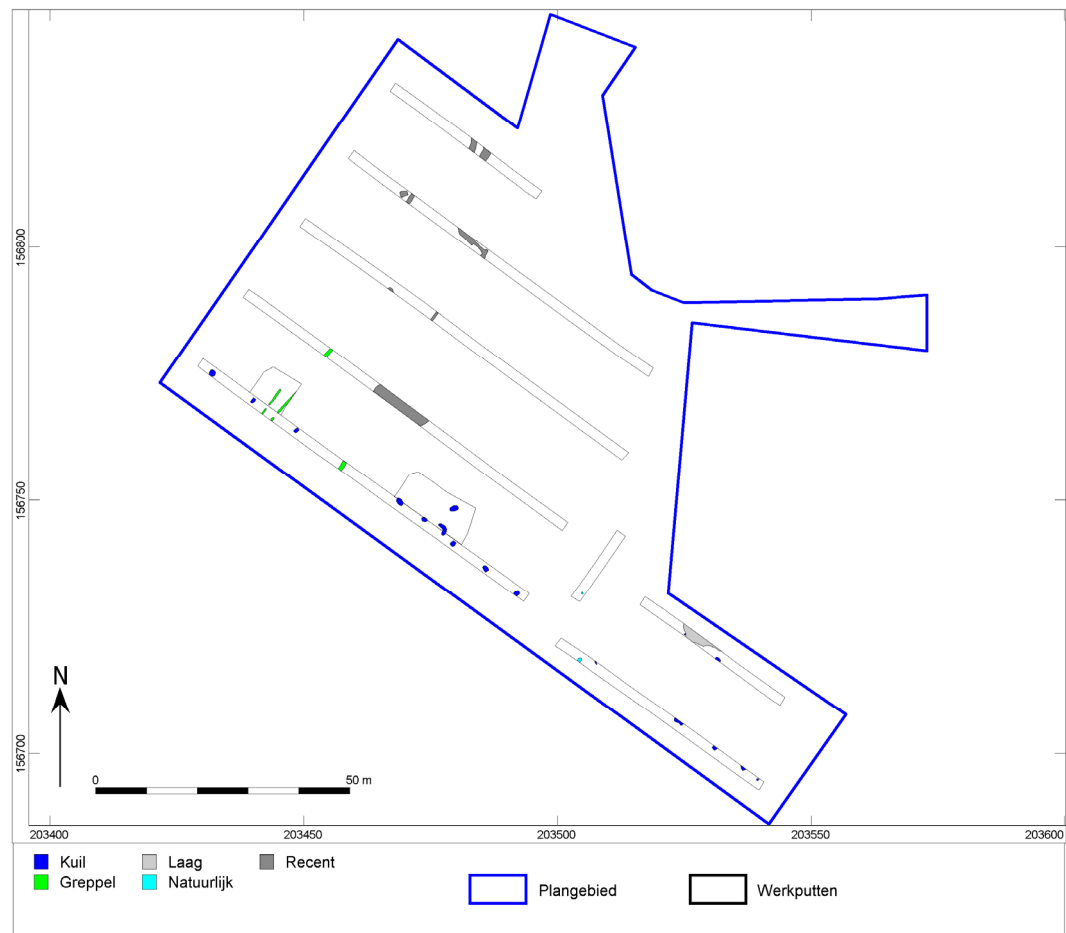 156800
156750
156700
N
0 50 m
203400 203450 203500 203550 203600
Kuil Laag Recent
Greppel Natuurlijk
Plangebied Werkputten